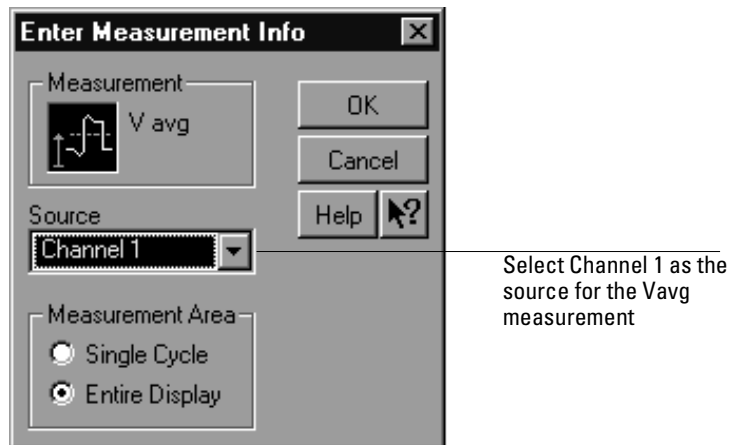 Enter Measurement Info
Measurement
V avg
OK
Cancel
Help
?
Source
Channel 1
Select Channel 1 as the
source for the Vavg
measurement
Measurement Area
Single Cycle
Entire Display